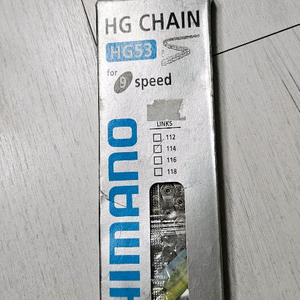 HG CHAIN
HG53
for 9 speed
LINKS
112
114
116
118
SHIMANO